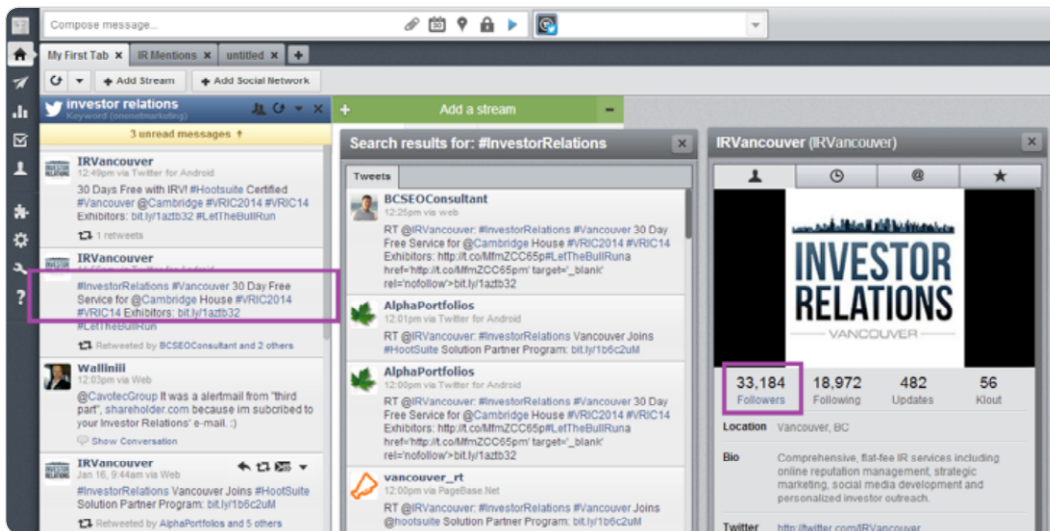 Compose message...
30
My First Tab x IR Mentions x untitled x +
Add Stream Add Social Network
investor relations
Keyword (onenotmarketing)
3 unread messages ↑
IRVancouver
12:49pm via Twitter for Android
30 Days Free with IRV! #Hootsuite Certified
#Vancouver @Cambridge #VRIC2014 #VRIC14
Exhibitors: bit.ly/1aztb32 #LetTheBullRun
1 retweets
IRVancouver
via Twitter for Android
#InvestorRelations #Vancouver 30 Day Free
Service for @Cambridge House #VRIC2014
#VRIC14 Exhibitors: bit.ly/1aztb32
#LetTheBullRun
Retweeted by BCSEOConsultant and 2 others
Walliniii
12:03pm via Web
@CavotecGroup It was a alertmail from "third
part", shareholder.com because im subcribed to
your Investor Relations' e-mail. :)
Show Conversation
IRVancouver
Jan 16, 9:44am via Web
#InvestorRelations Vancouver Joins #HootSuite
Solution Partner Program: bit.ly/1b6c2uM
Retweeted by AlphaPortfolios and 5 others
+ Add a stream -
Search results for: #InvestorRelations x
Tweets
BCSEOConsultant
12:25pm via web
RT @IRVancouver: #InvestorRelations #Vancouver 30 Day
Free Service for @Cambridge House #VRIC2014 #VRIC14
Exhibitors: http://t.co/MfmZCC65p#LetTheBullRuna
href='http://t.co/MfmZCC65pm' target='_blank'
rel='nofollow'>bit.ly/1aztb32
AlphaPortfolios
12:01pm via Twitter for Android
RT @IRVancouver: #InvestorRelations Vancouver Joins
#HootSuite Solution Partner Program: bit.ly/1b6c2uM
AlphaPortfolios
12:00pm via Twitter for Android
RT @IRVancouver: #InvestorRelations #Vancouver 30 Day
Free Service for @Cambridge House #VRIC2014 #VRIC14
Exhibitors: http://t.co/MfmZCC65pm#LetTheBullRuna
href='http://t.co/MfmZCC65pm' target='_blank'
rel='nofollow'>bit.ly/1aztb32
vancouver_rt
12:00pm via PageBase.Net
RT @IRVancouver: #InvestorRelations Vancouver Joins
@hootsuite Solution Partner Program: bit.ly/1b6c2uM
IRVancouver (IRVancouver) x
INVESTOR
RELATIONS
VANCOUVER
33,184 18,972 482 56
Followers Following Updates Klout
Location Vancouver, BC
Bio Comprehensive, flat-fee IR services including
online reputation management, strategic
marketing, social media development and
personalized investor outreach.
Twitter http://twitter.com/IRVancouver